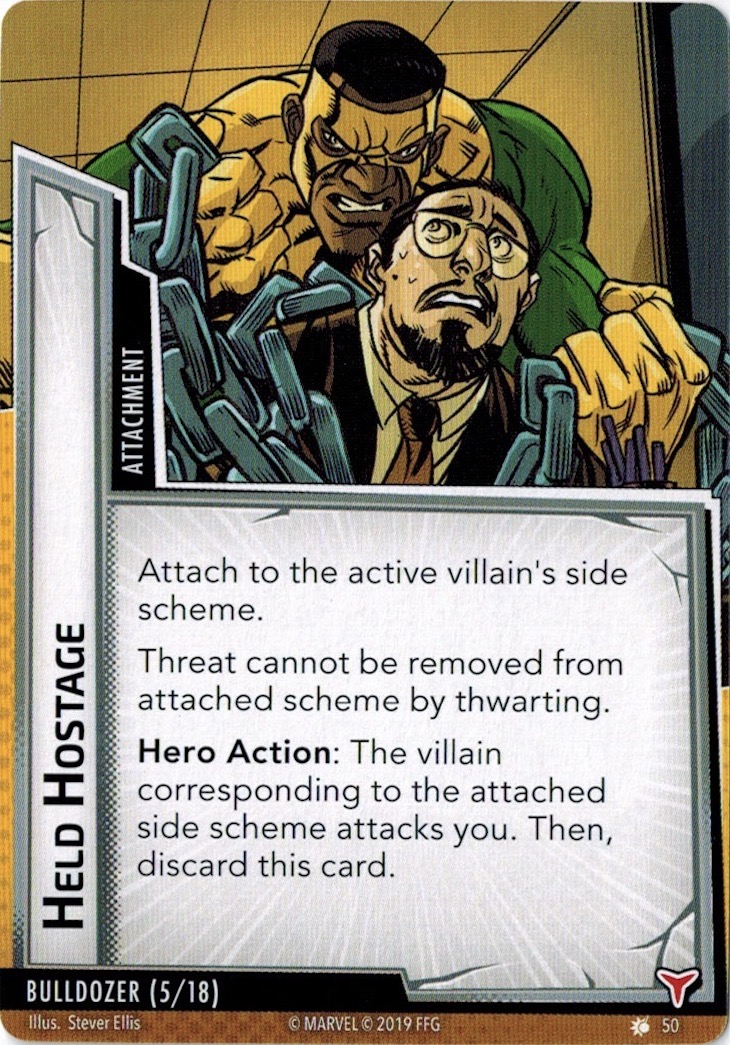 ATTACHMENT
Attach to the active villain's side
scheme.
Threat cannot be removed from
attached scheme by thwarting.
Hero Action: The villain
corresponding to the attached
side scheme attacks you. Then,
discard this card.
HELD HOSTAGE
BULLDOZER (5/18)
Illus. Stever Ellis
© MARVEL © 2019 FFG
50